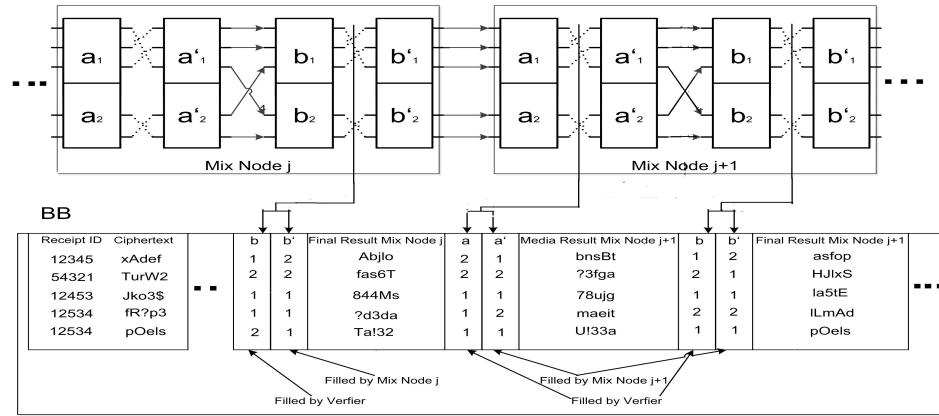 a1 a'1 b1 b'1 a1 a'1 b1 b'1
a2 a'2 b2 b'2 a2 a'2 b2 b'2
Mix Node j Mix Node j+1
BB
Receipt ID Ciphertext b b' Final Result Mix Node j a a' Media Result Mix Node j+1 b b' Final Result Mix Node j+1
12345 xAdef 1 2 Abjlo 2 1 bnsBt 1 2 asfop
54321 TurW2 2 2 fas6T 2 2 ?3fga 2 1 HJlxS
12453 Jko3$ 1 1 844Ms 1 1 78ujg 1 1 la5tE
12534 fR?p3 1 1 ?d3da 1 2 maeit 2 2 lLmAd
12534 pOels 2 1 Ta!32 1 1 U!33a 1 1 pOels
Filled by Mix Node j Filled by Mix Node j+1
Filled by Verfier Filled by Verfier